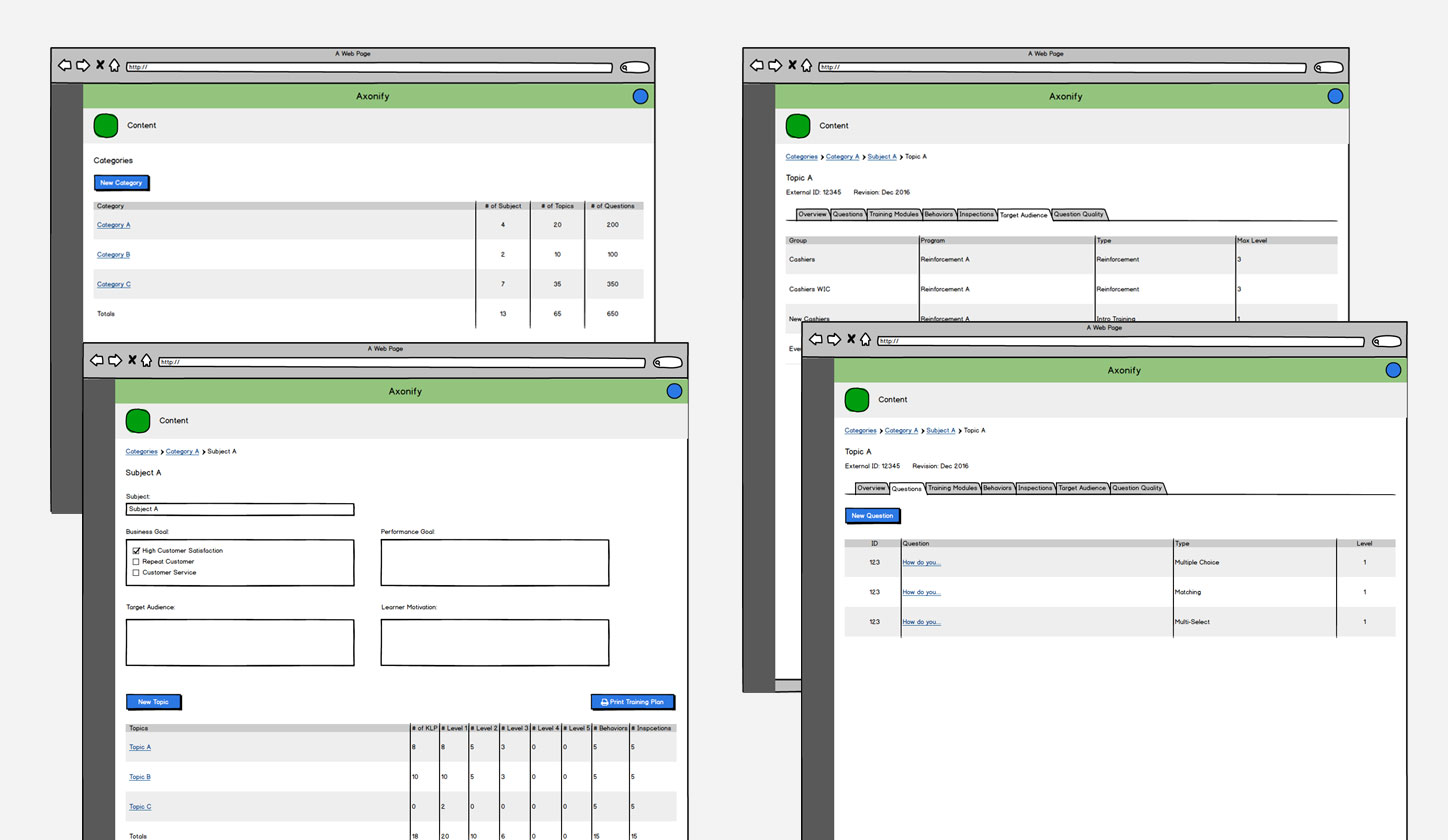 A Web Page
http://
Axonify
Content
Categories
New Category
Category # of Subject # of Topics # of Questions
Category A 4 20 200
Category B 2 10 100
Category C 7 35 350
Totals 13 65 650
A Web Page
http://
Axonify
Content
Categories > Category A > Subject A
Subject A
Subject:
Subject A
Business Goal: Performance Goal:
High Customer Satisfaction
Repeat Customer
Customer Service
Target Audience: Learner Motivation:
New Topic Print Training Plan
Topics # of KLP # Level 1 # Level 2 # Level 3 # Level 4 # Level 5 # Behaviors # Inspcetions
Topic A 8 8 5 3 0 0 5 5
Topic B 10 10 5 3 0 0 5 5
Topic C 0 2 0 0 0 0 5 5
Totals 18 20 10 6 0 0 15 15
A Web Page
http://
Axonify
Content
Categories > Category A > Subject A > Topic A
Topic A
External ID: 12345 Revision: Dec 2016
Overview Questions Training Modules Behaviors Inspections Target Audience Question Quality
Group Program Type Max Level
Cashiers Reinforcement A Reinforcement 3
Cashiers WIC Reinforcement A Reinforcement 3
New Cashiers Reinforcement A Intro Training 1
A Web Page
http://
Axonify
Content
Categories > Category A > Subject A > Topic A
Topic A
External ID: 12345 Revision: Dec 2016
Overview Questions Training Modules Behaviors Inspections Target Audience Question Quality
New Question
ID Question Type Level
123 How do you... Multiple Choice 1
123 How do you... Matching 1
123 How do you... Multi-Select 1